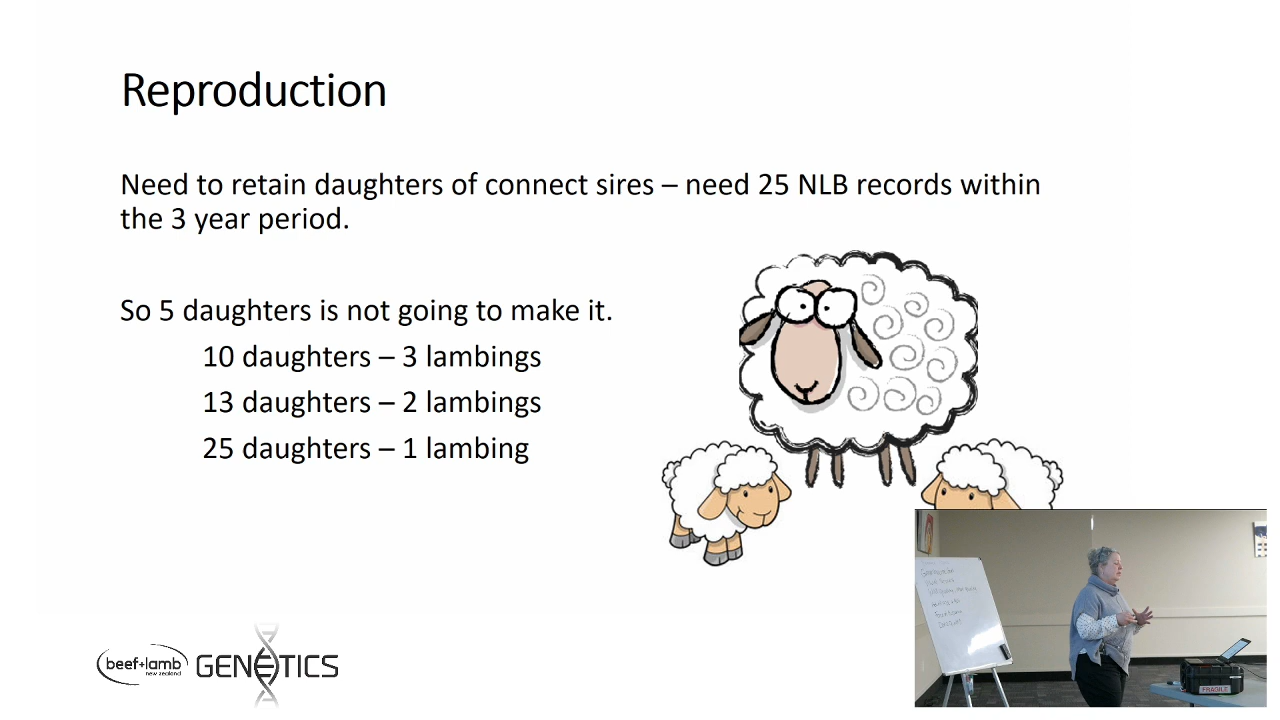 Reproduction
Need to retain daughters of connect sires – need 25 NLB records within
the 3 year period.
So 5 daughters is not going to make it.
10 daughters – 3 lambings
13 daughters – 2 lambings
25 daughters – 1 lambing
beef+lamb
new zealand
GENETICS
FRAGILE